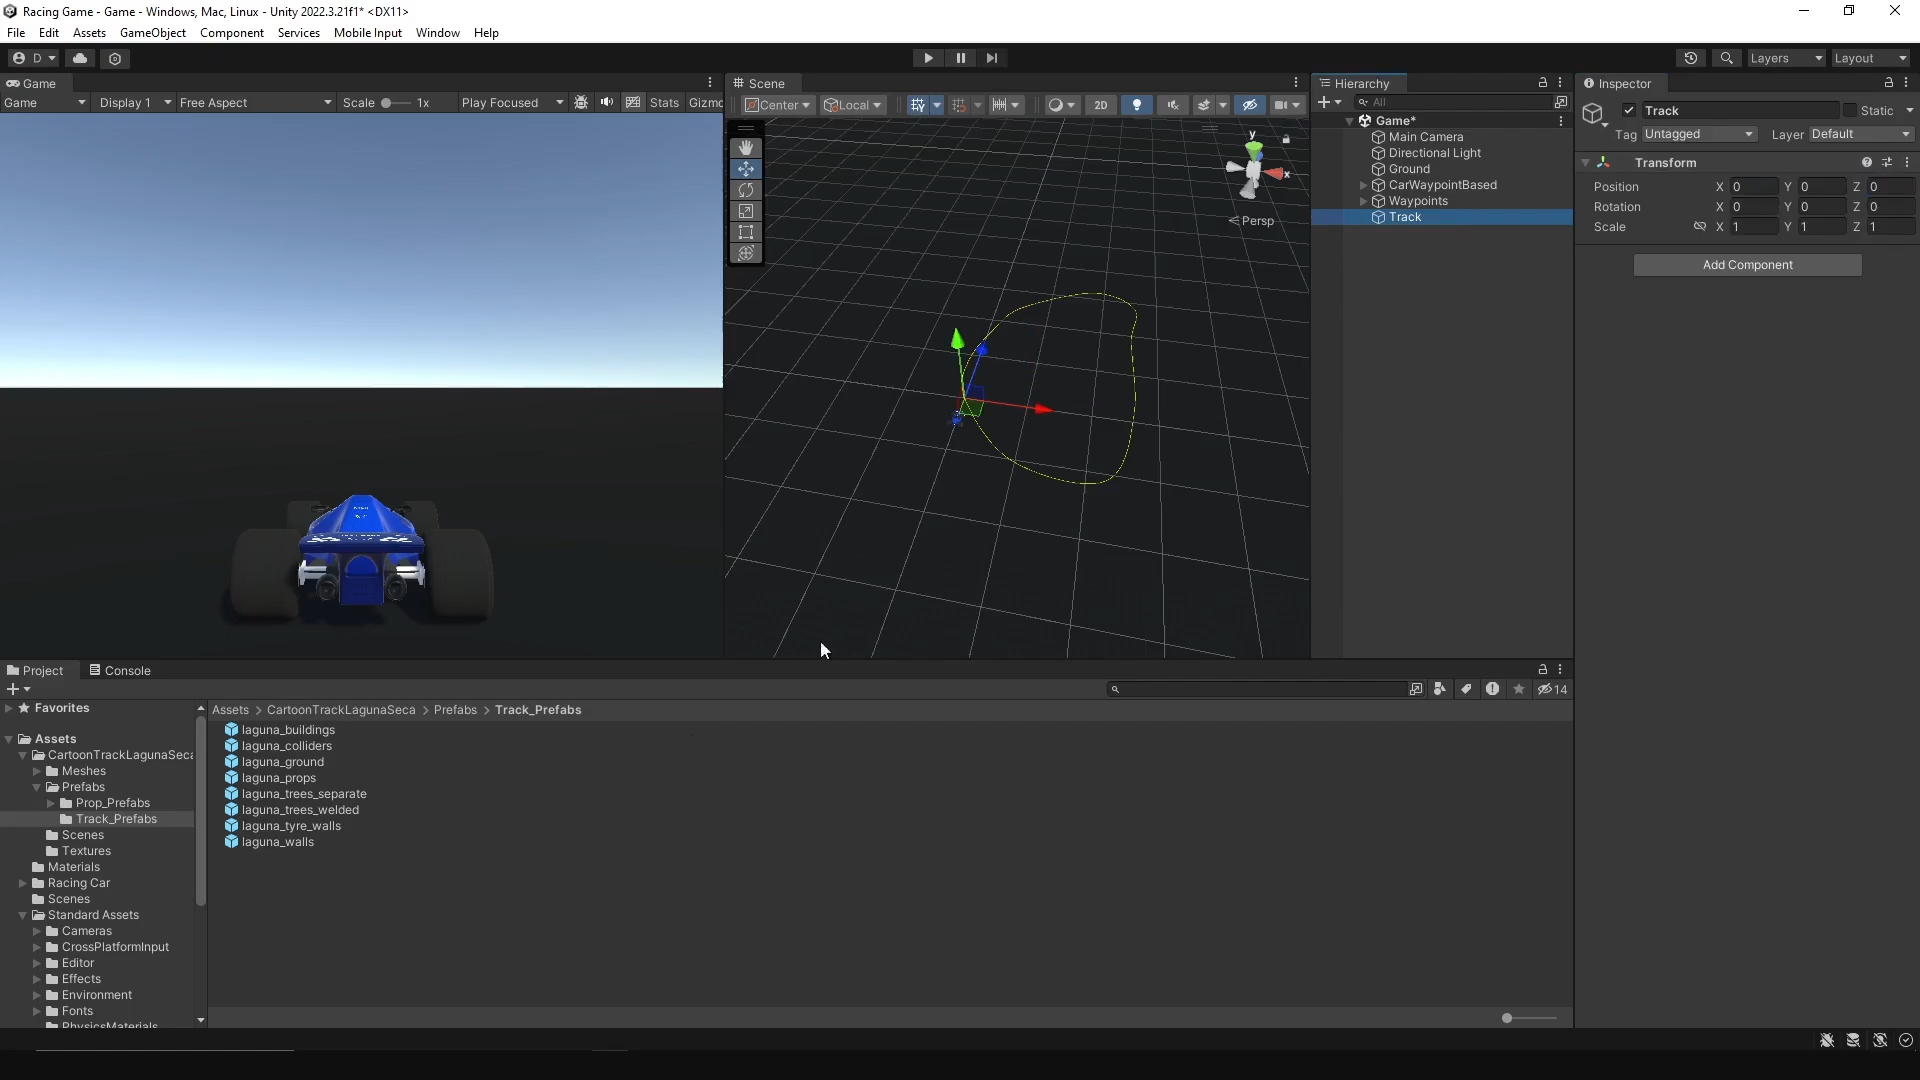 Racing Game - Game - Windows, Mac, Linux - Unity 2022.3.21f1* <DX11>
File Edit Assets GameObject Component Services Mobile Input Window Help
D
Layers
Layout
Game
Game Display 1 Free Aspect Scale 1x Play Focused Stats Gizmo
Scene
Center Local 2D
y
x
Persp
Hierarchy
All
Game*
Main Camera
Directional Light
Ground
CarWaypointBased
Waypoints
Track
Inspector
Track
Static
Tag Untagged Layer Default
Transform
Position X 0 Y 0 Z 0
Rotation X 0 Y 0 Z 0
Scale X 1 Y 1 Z 1
Add Component
Project Console
14
Favorites
Assets
CartoonTrackLagunaSeca
Meshes
Prefabs
Prop_Prefabs
Track_Prefabs
Scenes
Textures
Materials
Racing Car
Scenes
Standard Assets
Cameras
CrossPlatformInput
Editor
Effects
Environment
Fonts
PhysicsMaterials
Assets > CartoonTrackLagunaSeca > Prefabs > Track_Prefabs
laguna_buildings
laguna_colliders
laguna_ground
laguna_props
laguna_trees_separate
laguna_trees_welded
laguna_tyre_walls
laguna_walls